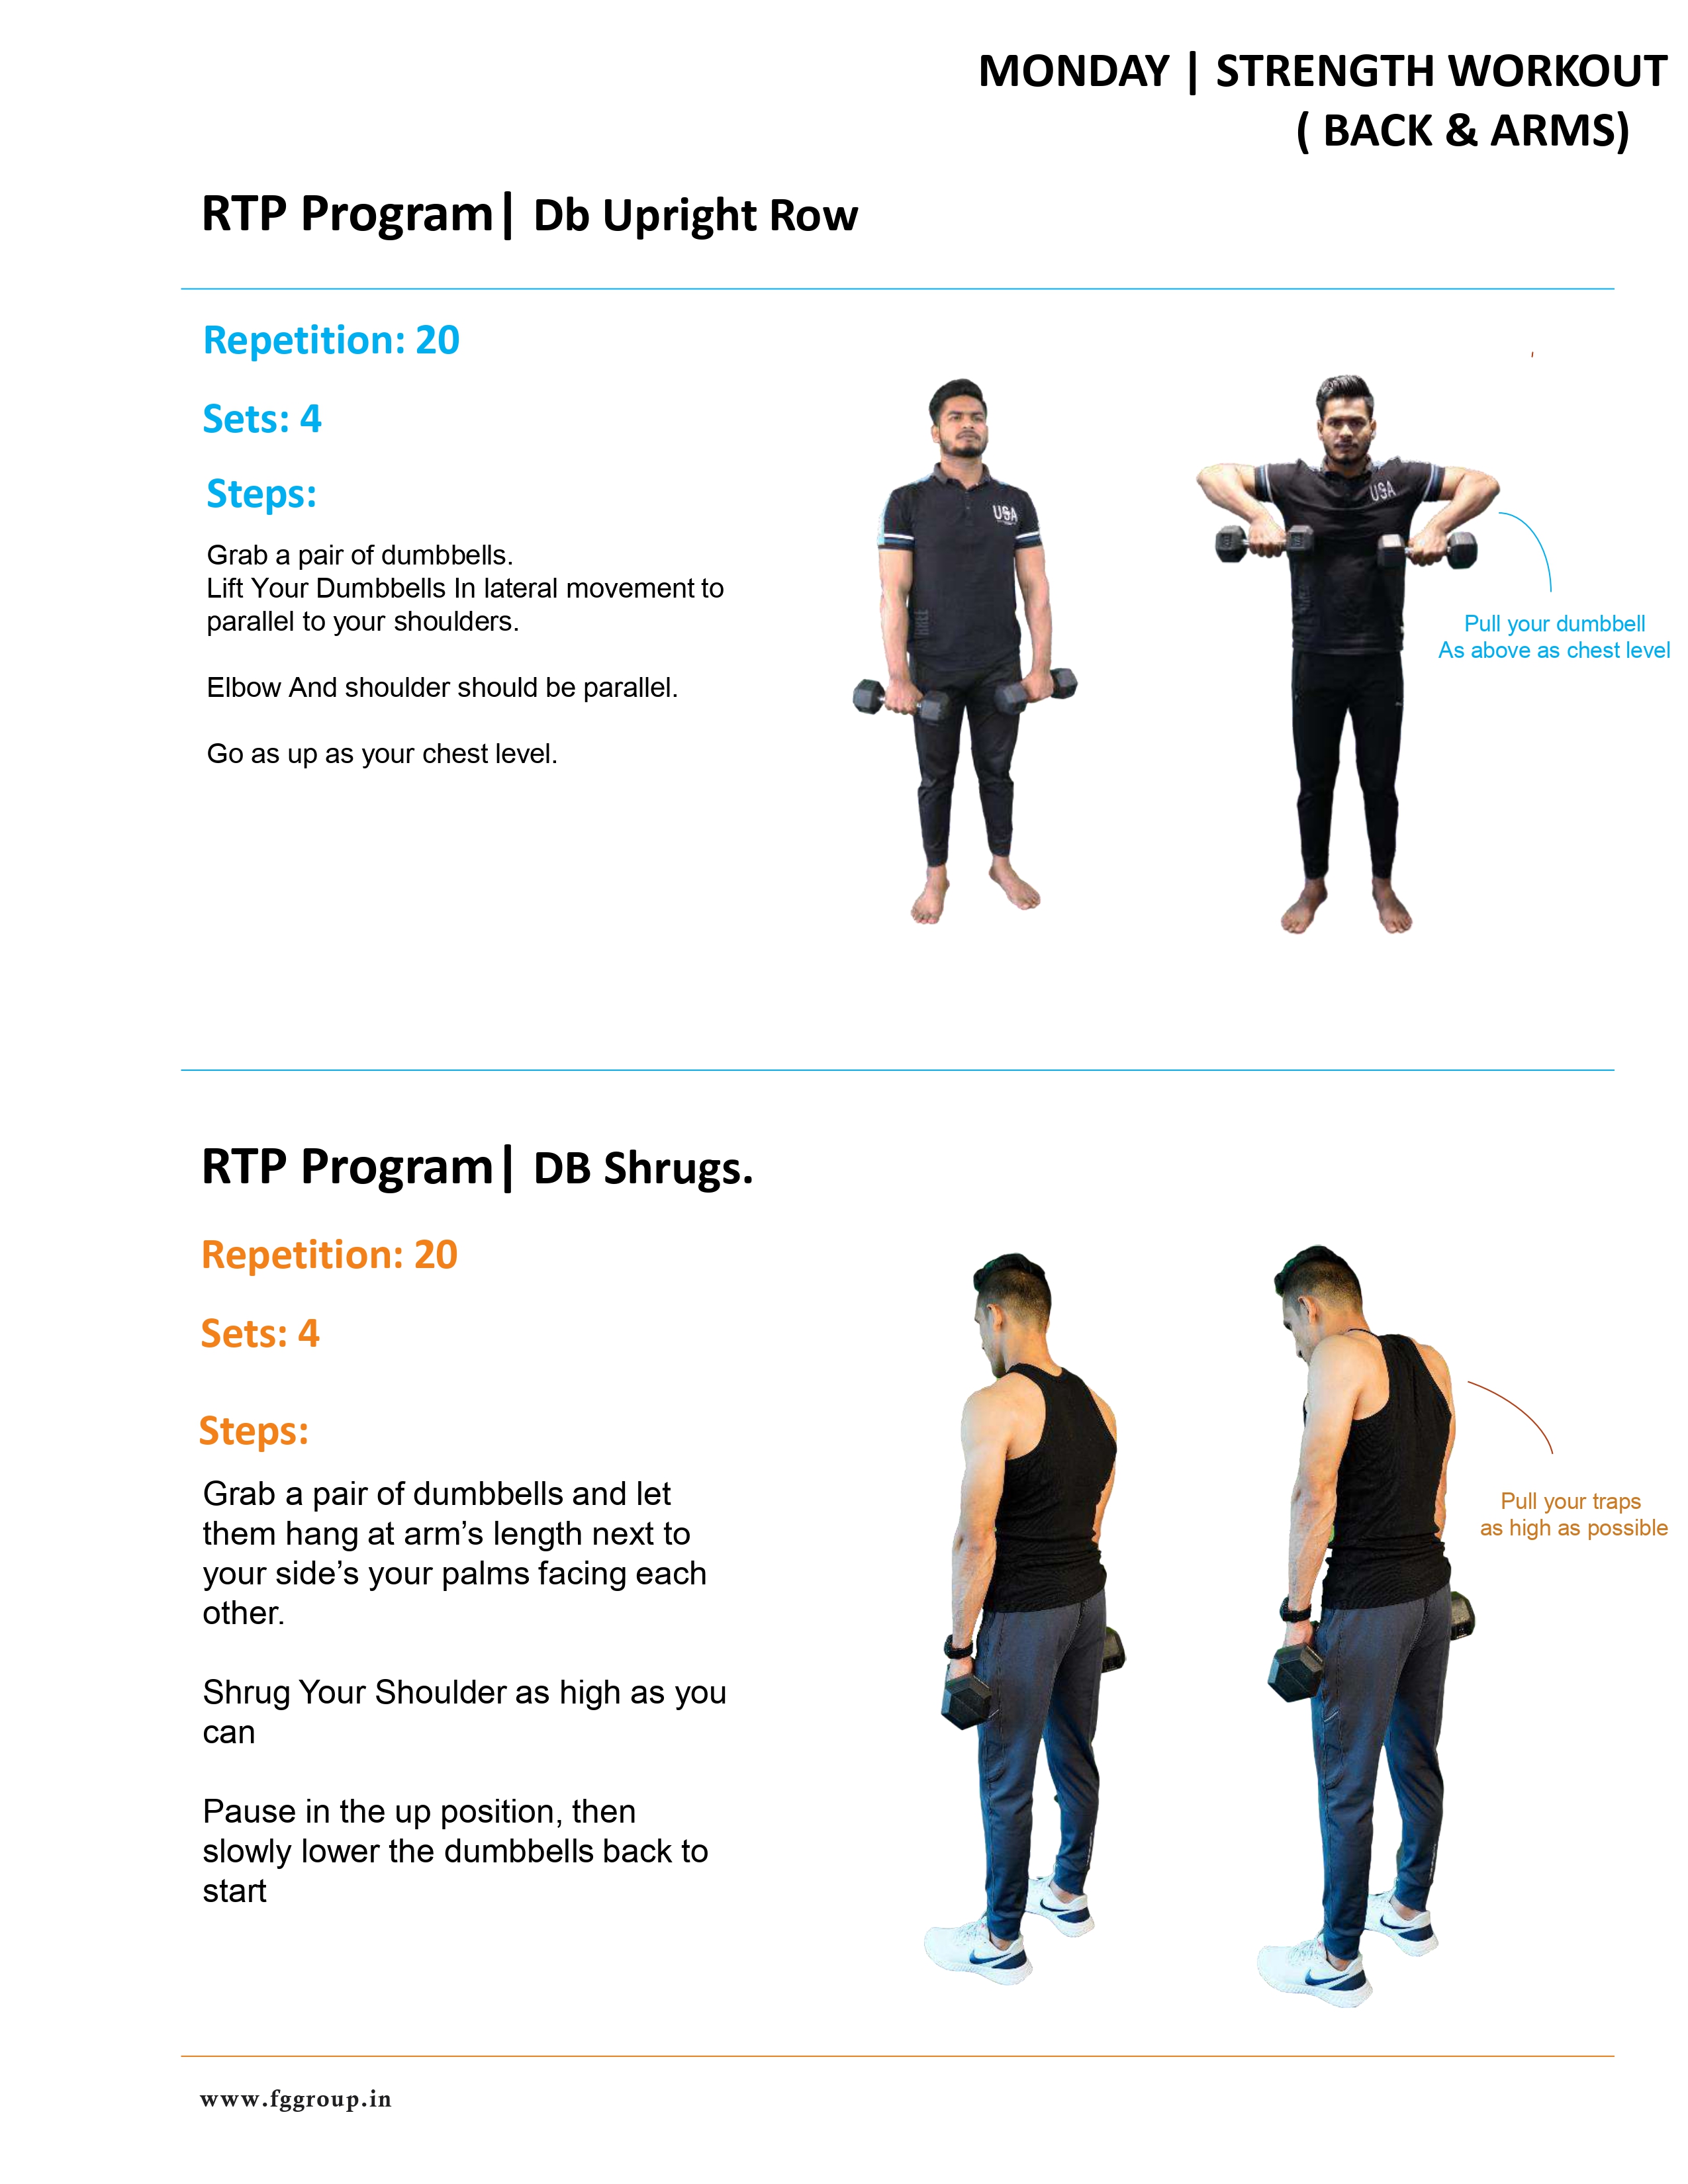 MONDAY | STRENGTH WORKOUT
( BACK & ARMS)
RTP Program| Db Upright Row
Repetition: 20
Sets: 4
Steps:
Grab a pair of dumbbells.
Lift Your Dumbbells In lateral movement to
parallel to your shoulders.
Elbow And shoulder should be parallel.
Go as up as your chest level.
USA
USA
Pull your dumbbell
As above as chest level
RTP Program| DB Shrugs.
Repetition: 20
Sets: 4
Steps:
Grab a pair of dumbbells and let
them hang at arm’s length next to
your side’s your palms facing each
other.
Shrug Your Shoulder as high as you
can
Pause in the up position, then
slowly lower the dumbbells back to
start
Pull your traps
as high as possible
www.fggroup.in